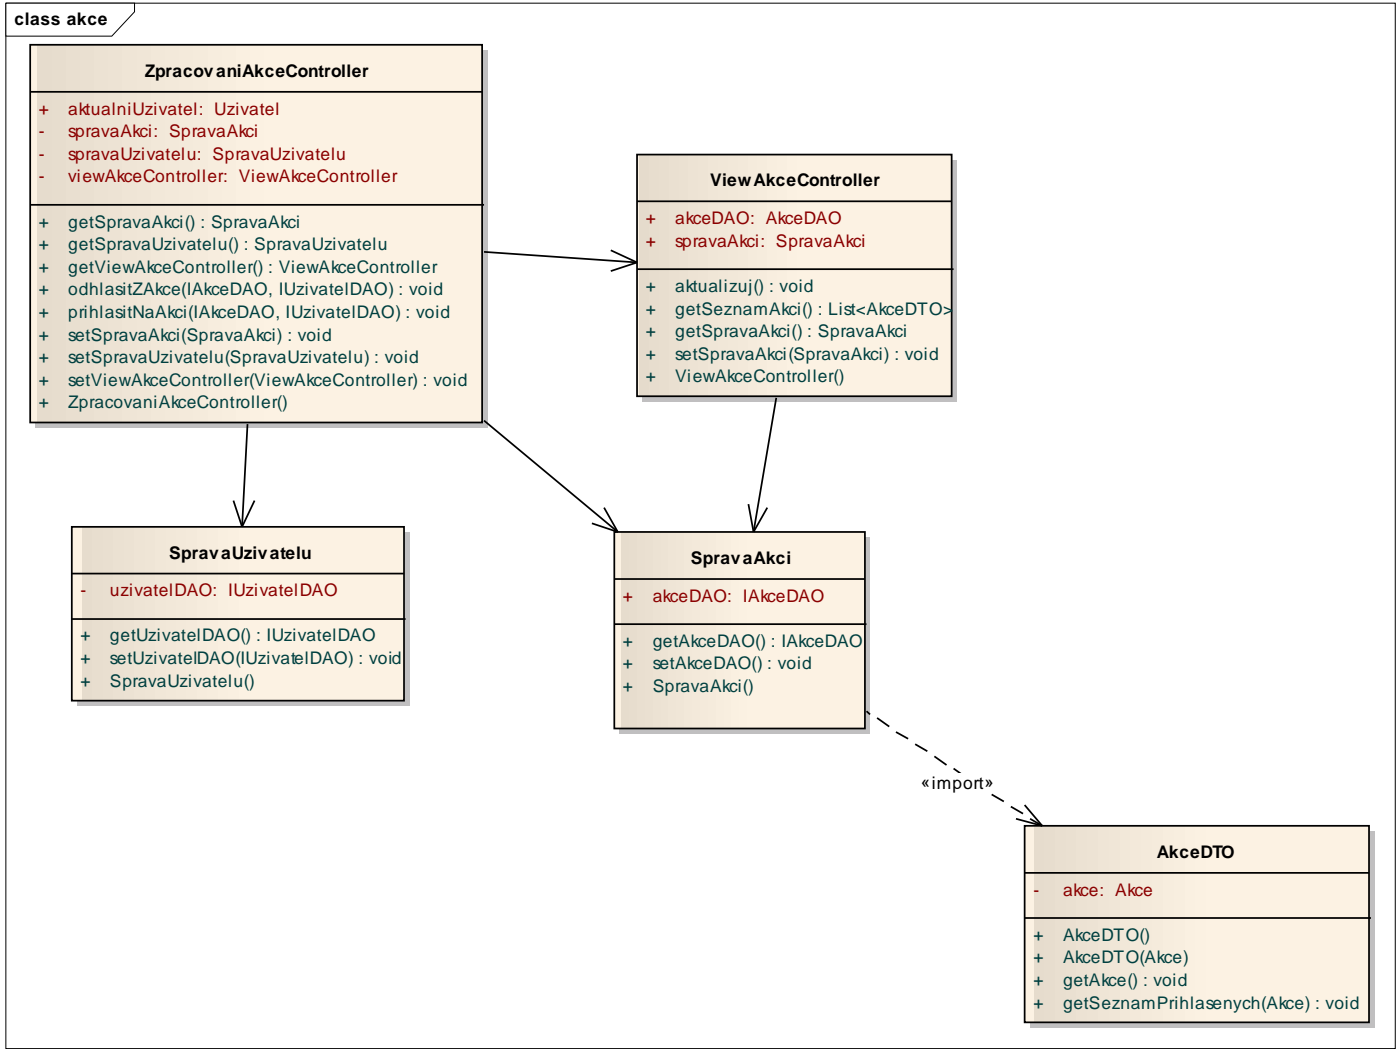 class akce
ZpracovaniAkceController
+ aktualniUzivatel: Uzivatel
- spravaAkci: SpravaAkci
- spravaUzivatelu: SpravaUzivatelu
- viewAkceController: ViewAkceController
+ getSpravaAkci() : SpravaAkci
+ getSpravaUzivatelu() : SpravaUzivatelu
+ getViewAkceController() : ViewAkceController
+ odhlasitZAkce(IAkceDAO, IUzivatelDAO) : void
+ prihlasitNaAkci(IAkceDAO, IUzivatelDAO) : void
+ setSpravaAkci(SpravaAkci) : void
+ setSpravaUzivatelu(SpravaUzivatelu) : void
+ setViewAkceController(ViewAkceController) : void
+ ZpracovaniAkceController()
ViewAkceController
+ akceDAO: AkceDAO
+ spravaAkci: SpravaAkci
+ aktualizuj() : void
+ getSeznamAkci() : List<AkceDTO>
+ getSpravaAkci() : SpravaAkci
+ setSpravaAkci(SpravaAkci) : void
+ ViewAkceController()
SpravaUzivatelu
- uzivatelDAO: IUzivatelDAO
+ getUzivatelDAO() : IUzivatelDAO
+ setUzivatelDAO(IUzivatelDAO) : void
+ SpravaUzivatelu()
SpravaAkci
+ akceDAO: IAkceDAO
+ getAkceDAO() : IAkceDAO
+ setAkceDAO() : void
+ SpravaAkci()
«import»
AkceDTO
- akce: Akce
+ AkceDTO()
+ AkceDTO(Akce)
+ getAkce() : void
+ getSeznamPrihlasenych(Akce) : void